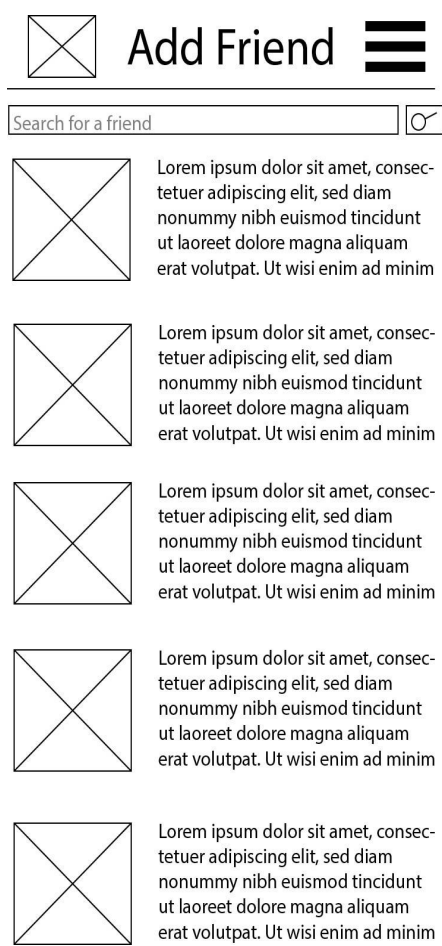 Add Friend
Search for a friend
Lorem ipsum dolor sit amet, consec-
tetuer adipiscing elit, sed diam
nonummy nibh euismod tincidunt
ut laoreet dolore magna aliquam
erat volutpat. Ut wisi enim ad minim
Lorem ipsum dolor sit amet, consec-
tetuer adipiscing elit, sed diam
nonummy nibh euismod tincidunt
ut laoreet dolore magna aliquam
erat volutpat. Ut wisi enim ad minim
Lorem ipsum dolor sit amet, consec-
tetuer adipiscing elit, sed diam
nonummy nibh euismod tincidunt
ut laoreet dolore magna aliquam
erat volutpat. Ut wisi enim ad minim
Lorem ipsum dolor sit amet, consec-
tetuer adipiscing elit, sed diam
nonummy nibh euismod tincidunt
ut laoreet dolore magna aliquam
erat volutpat. Ut wisi enim ad minim
Lorem ipsum dolor sit amet, consec-
tetuer adipiscing elit, sed diam
nonummy nibh euismod tincidunt
ut laoreet dolore magna aliquam
erat volutpat. Ut wisi enim ad minim